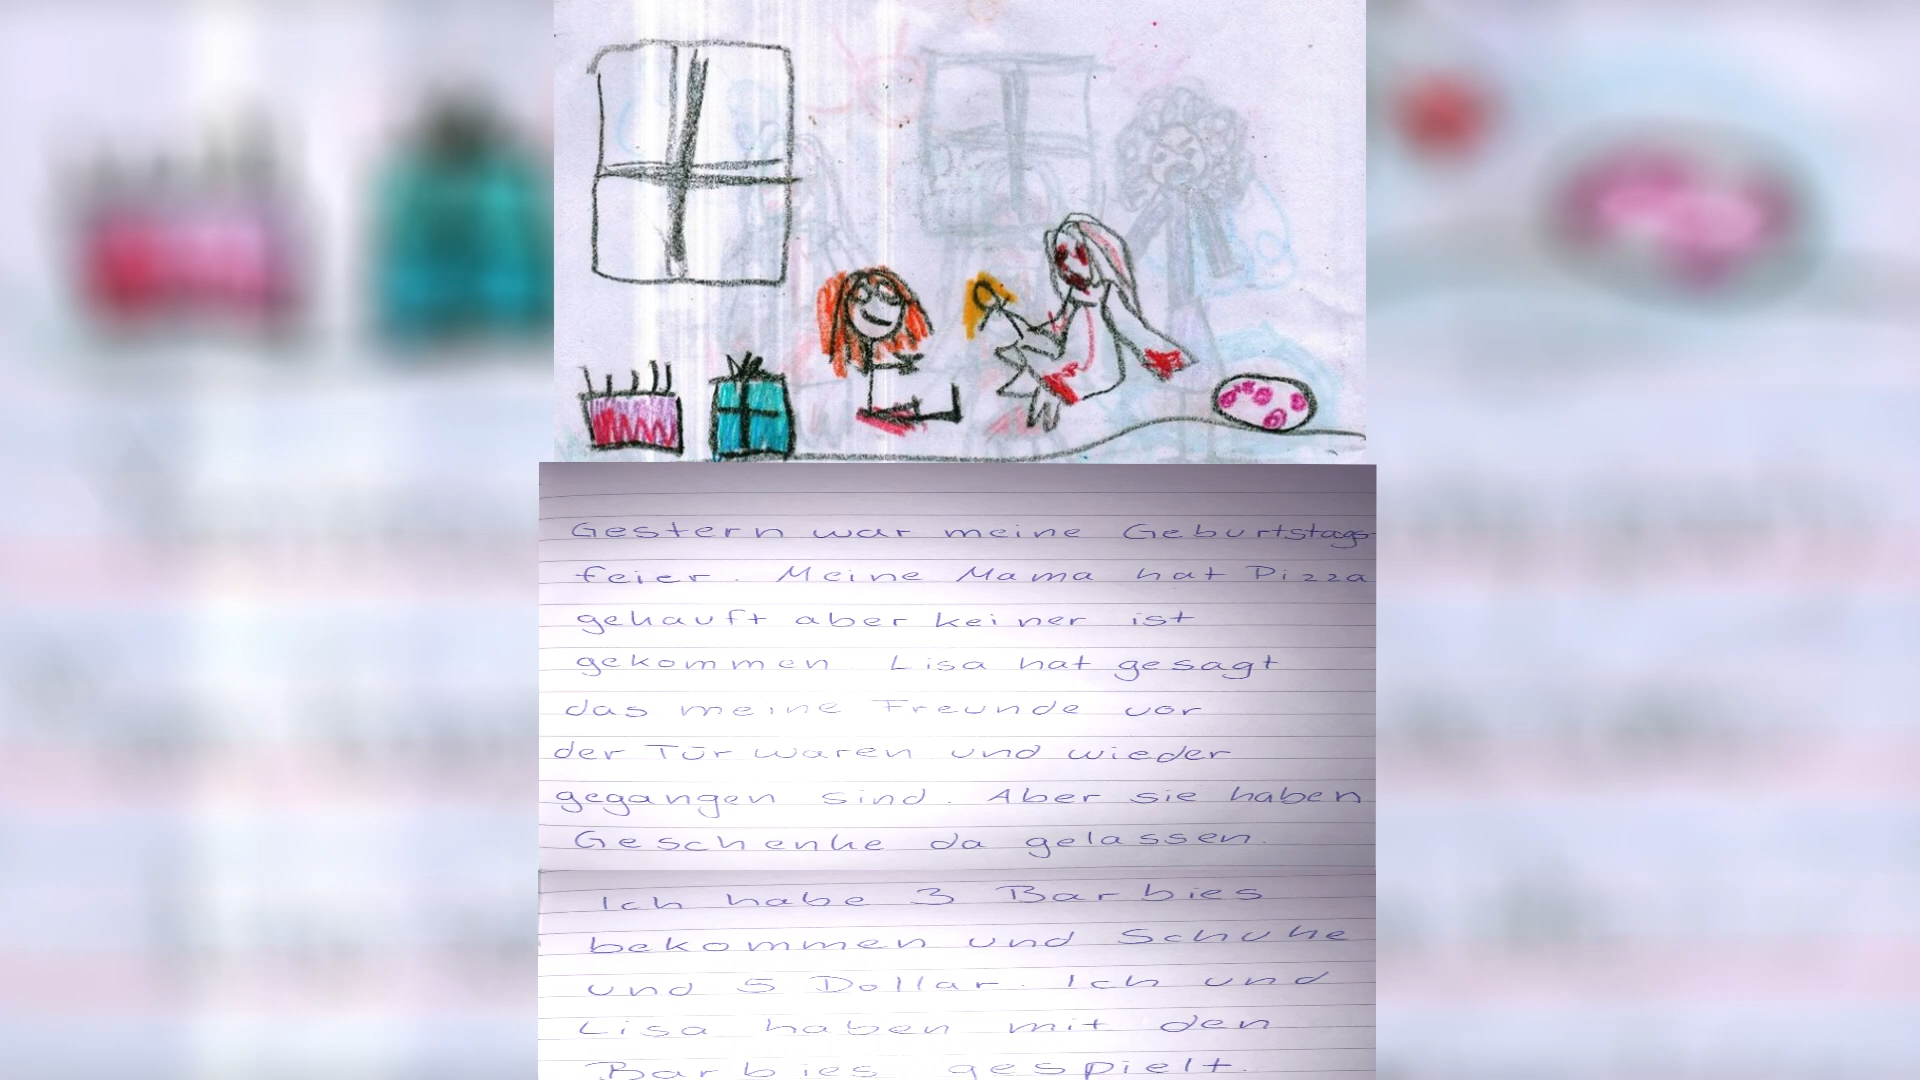 Gestern war meine Geburtstags-
feier. Meine Mama hat Pizza
gekauft aber keiner ist
gekommen. Lisa hat gesagt
das meine Freunde vor
der Tür waren und wieder
gegangen sind. Aber sie haben
Geschenke da gelassen.
Ich habe 3 Barbies
bekommen und Schuhe
und 5 Dollar. Ich und
Lisa haben mit den
Barbies gespielt.